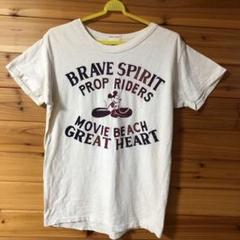 BRAVE SPIRIT
PROP RIDERS
MOVIE BEACH
GREAT HEART